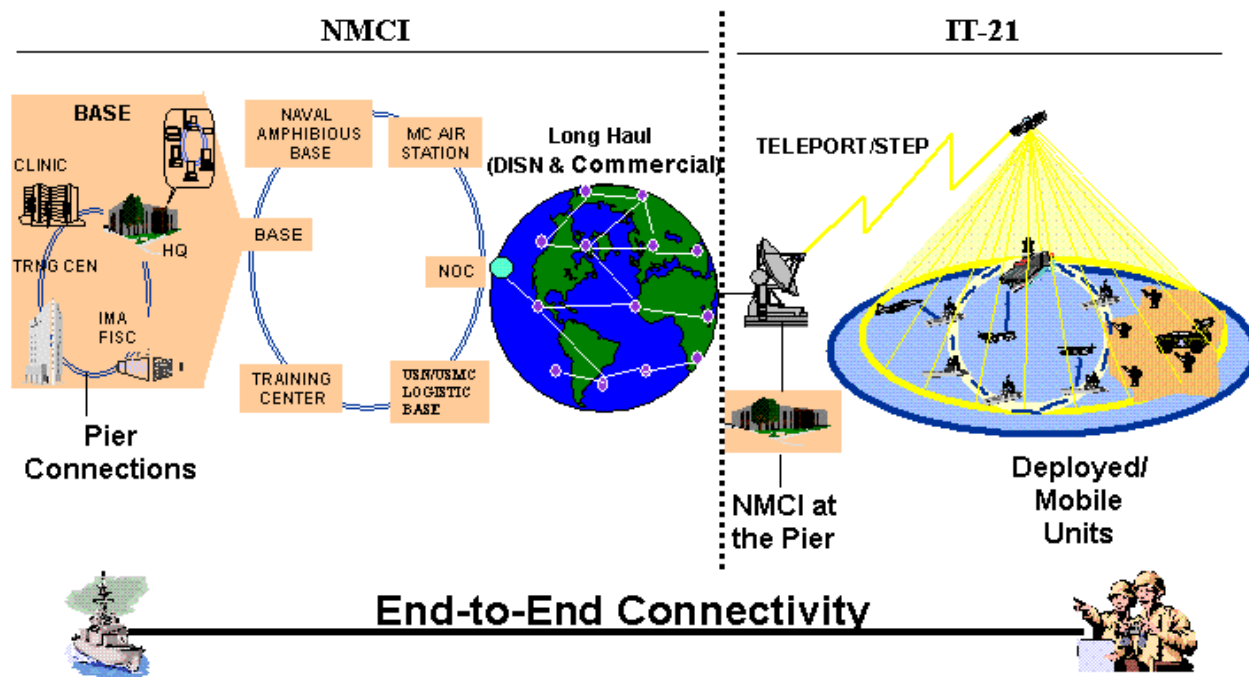 NMCI
IT-21
BASE
CLINIC
HQ
TRNG CEN
IMA
FISC
Pier
Connections
NAVAL
AMPHIBIOUS
BASE
MC AIR
STATION
BASE
NOC
TRAINING
CENTER
USN/USMC
LOGISTIC
BASE
Long Haul
(DISN & Commercial)
TELEPORT/STEP
NMCI at
the Pier
Deployed/
Mobile
Units
End-to-End Connectivity